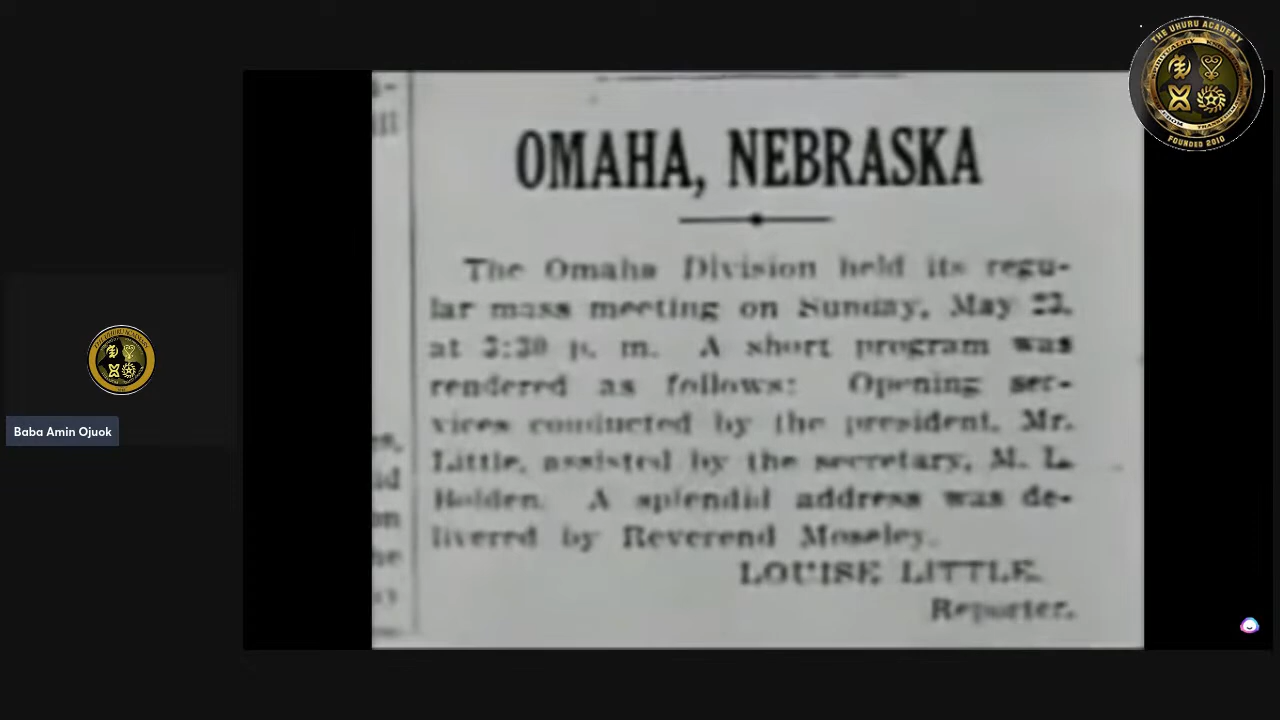 THE UHURU ACADEMY
FOUNDED 2010
OMAHA, NEBRASKA
The Omaha Division held its regu-
lar mass meeting on Sunday, May
at 3:30 p. m. A short program was
rendered as follows: Opening ser-
vices conducted by the president, Mr.
Little, assisted by the secretary, M. L.
Holden. A splendid address was de-
livered by Reverend Moseley.
LOUISE LITTLE,
Reporter.
Baba Amin Ojuok